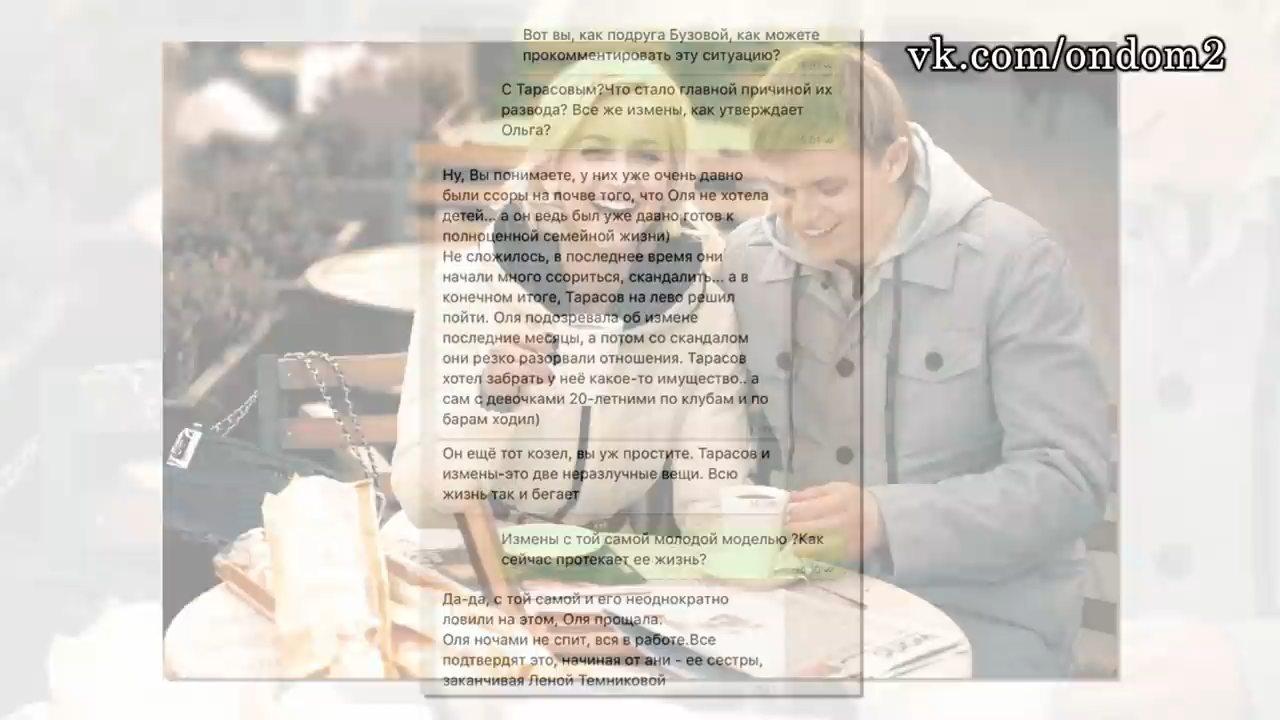 vk.com/ondom2
Вот вы, как подруга Бузовой, как можете
прокомментировать эту ситуацию?
С Тарасовым?Что стало главной причиной их
развода? Все же измены, как утверждает
Ольга?
Ну, Вы понимаете, у них уже очень давно
были ссоры на почве того, что Оля не хотела
детей... а он ведь был уже давно готов к
полноценной семейной жизни)
Не сложилось, в последнее время они
начали много ссориться, скандалить... а в
конечном итоге, Тарасов на лево решил
пойти. Оля подозревала об измене
последние месяцы, а потом со скандалом
они резко разорвали отношения. Тарасов
хотел забрать у неё какое-то имущество.. а
сам с девочками 20-летними по клубам и по
барам ходил)
Он ещё тот козел, вы уж простите. Тарасов и
измены-это две неразлучные вещи. Всю
жизнь так и бегает
Измены с той самой молодой моделью ?Как
сейчас протекает ее жизнь?
Да-да, с той самой и его неоднократно
ловили на этом, Оля прощала.
Оля ночами не спит, вся в работе.Все
подтвердят это, начиная от ани - ее сестры,
заканчивая Леной Темниковой